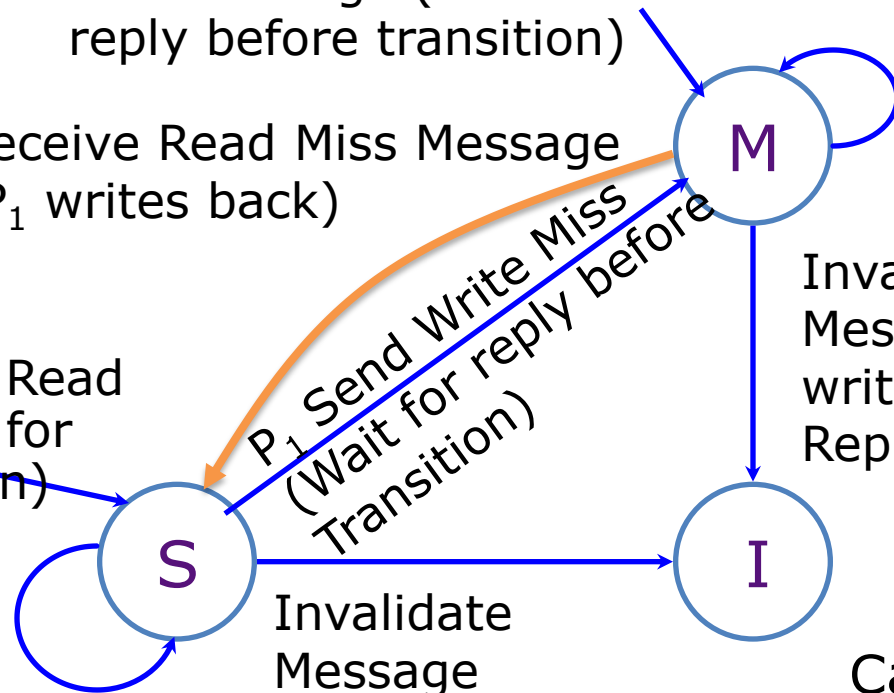 reply before transition)
eceive Read Miss Message
P1 writes back)
M
P1 Send Write Miss
(Wait for reply before
Transition)
Inva
Mes
writ
Rep
Read
for
n)
S
I
Invalidate
Message
Ca